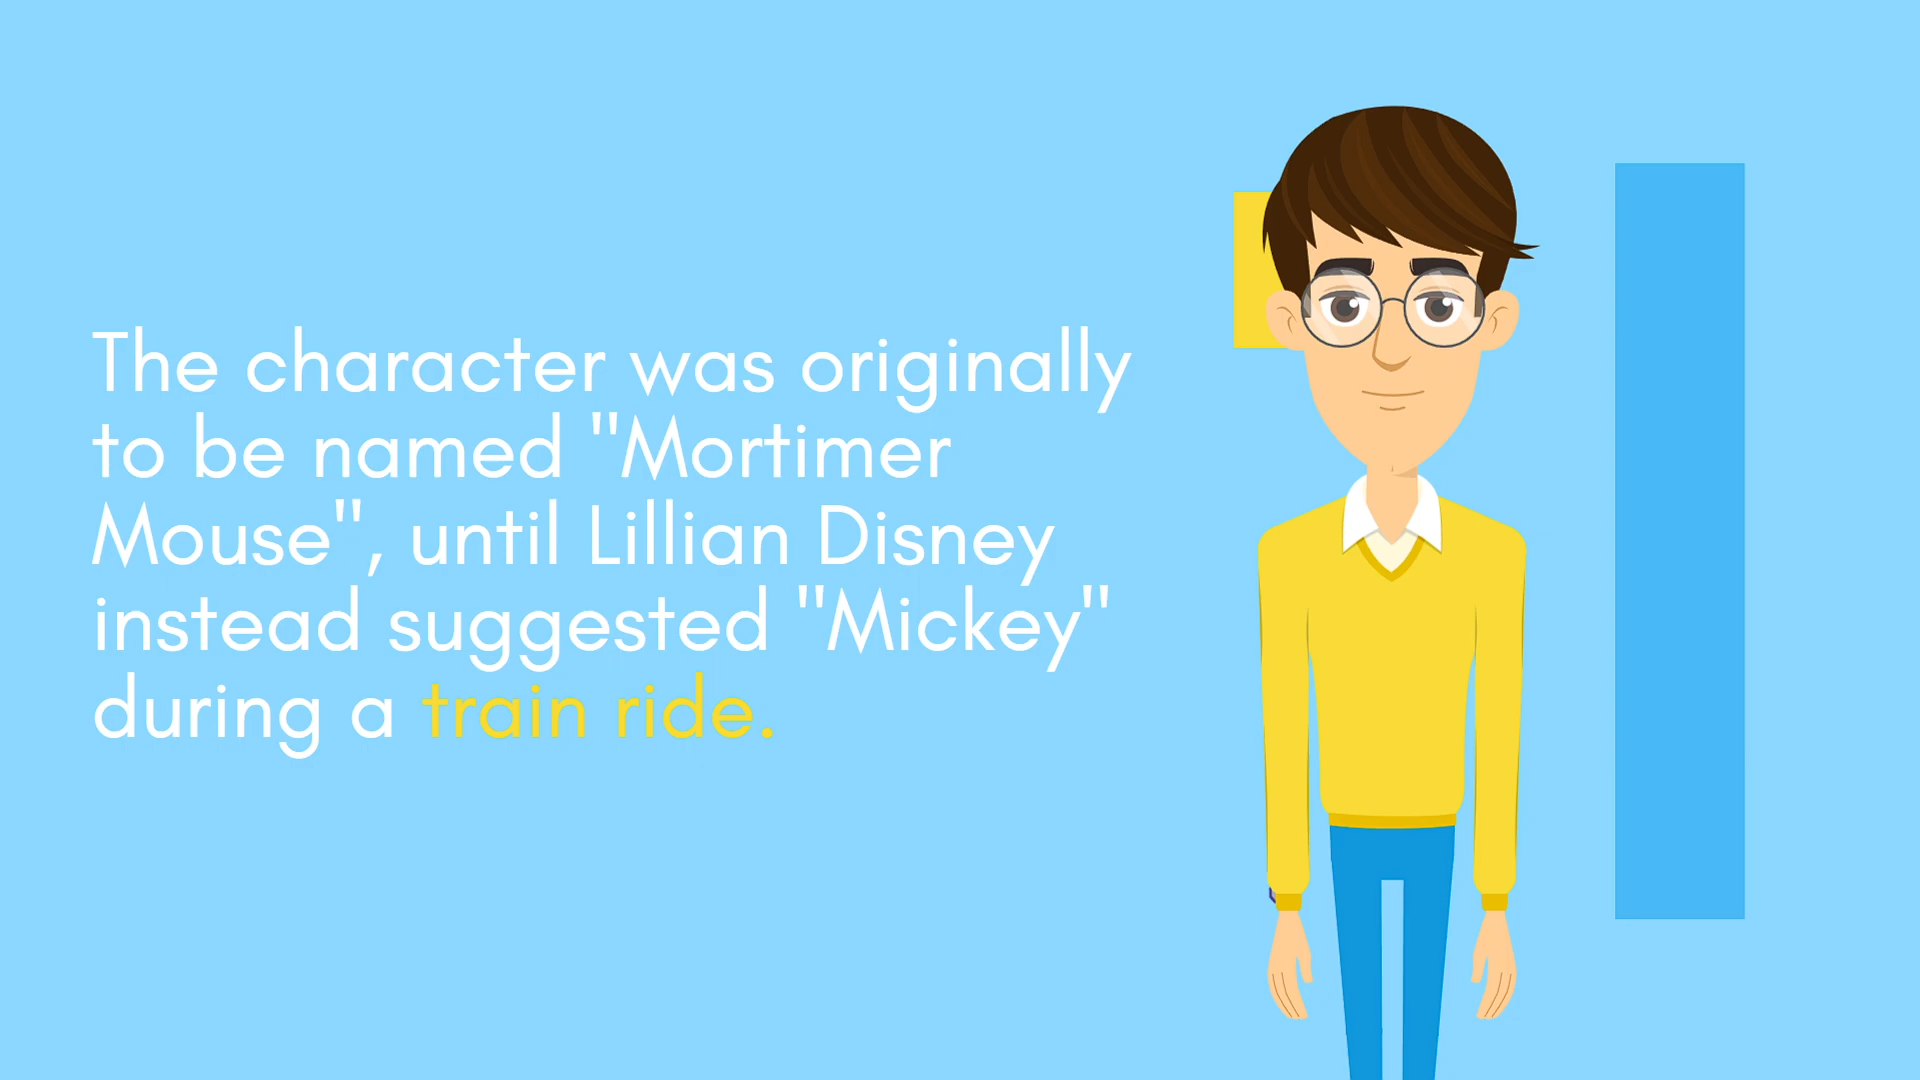 The character was originally
to be named "Mortimer
Mouse", until Lillian Disney
instead suggested "Mickey"
during a train ride.